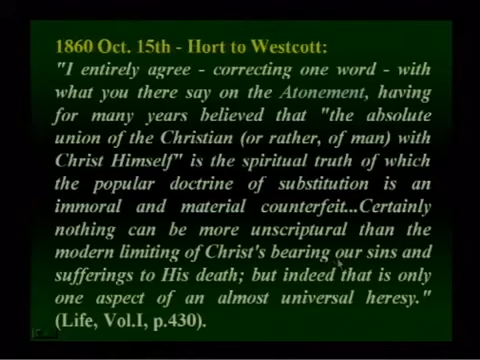 1860 Oct. 15th - Hort to Westcott:
"I entirely agree - correcting one word - with
what you there say on the Atonement, having
for many years believed that "the absolute
union of the Christian (or rather, of man) with
Christ Himself" is the spiritual truth of which
the popular doctrine of substitution is an
immoral and material counterfeit...Certainly
nothing can be more unscriptural than the
modern limiting of Christ's bearing our sins and
sufferings to His death; but indeed that is only
one aspect of an almost universal heresy."
(Life, Vol.I, p.430).